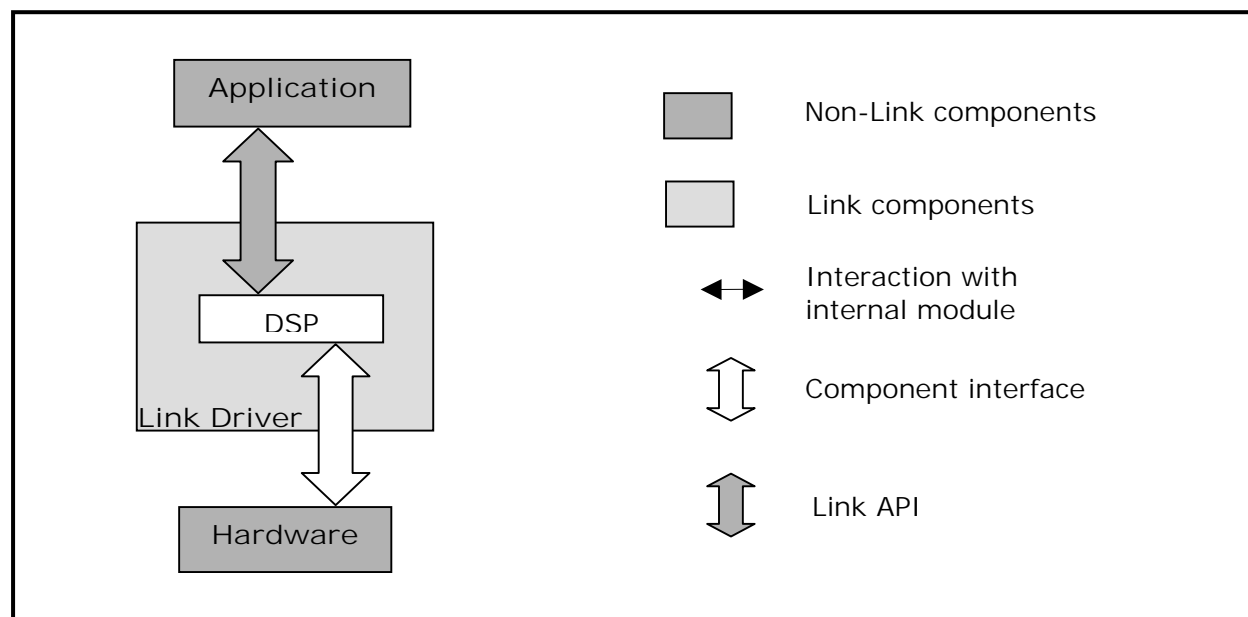 Application
DSP
Link Driver
Hardware
Non-Link components
Link components
Interaction with
internal module
Component interface
Link API